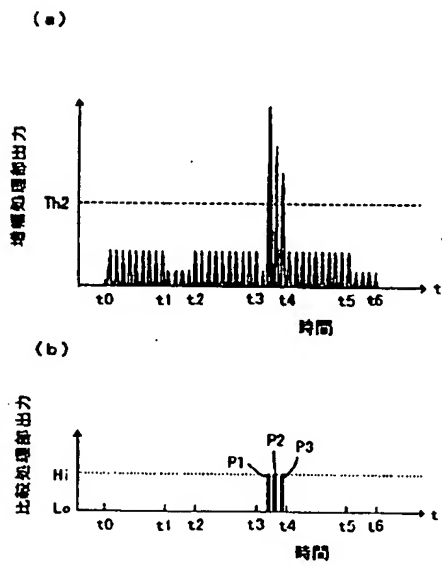 (a)
増幅処理部出力
Th2
t0 t1 t2 t3 t4 t5 t6 t
時間
(b)
比較処理部出力
P1 P2 P3
Hi
Lo
t0 t1 t2 t3 t4 t5 t6 t
時間